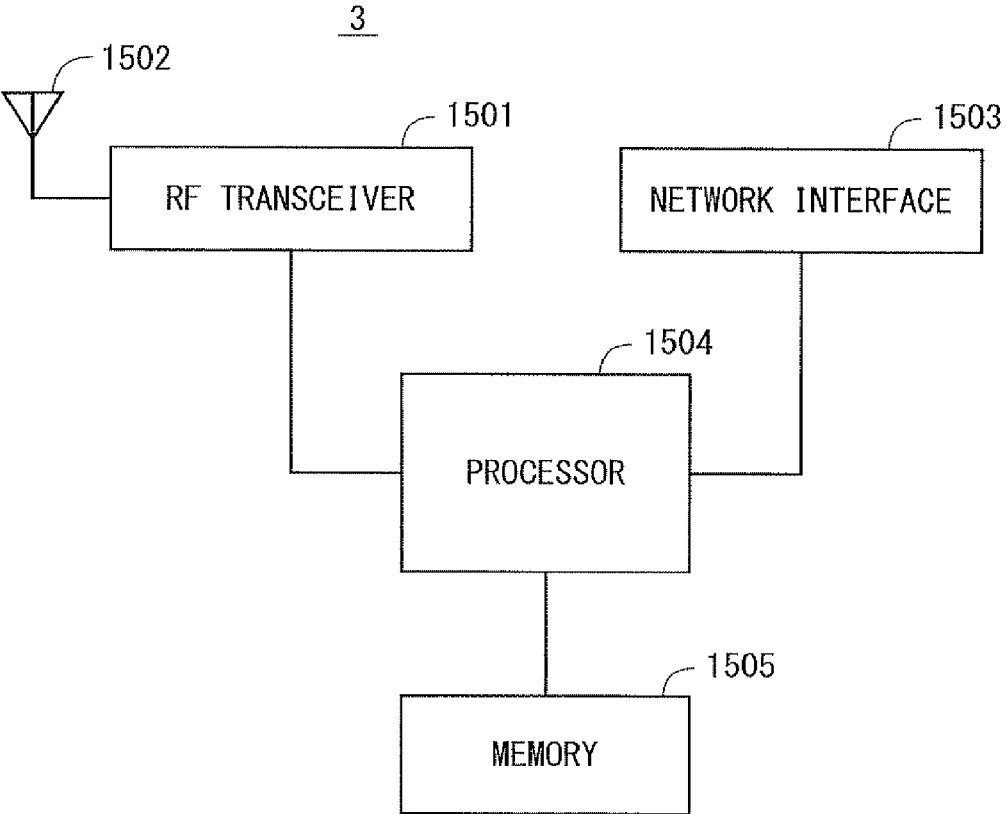 3
1502
1501
1503
RF TRANSCEIVER
NETWORK INTERFACE
1504
PROCESSOR
1505
MEMORY